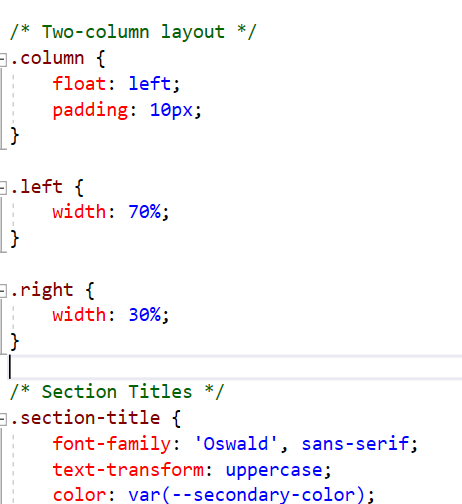 /* Two-column layout */
.column {
    float: left;
    padding: 10px;
}

.left {
    width: 70%;
}

.right {
    width: 30%;
}

/* Section Titles */
.section-title {
    font-family: 'Oswald', sans-serif;
    text-transform: uppercase;
    color: var(--secondary-color);